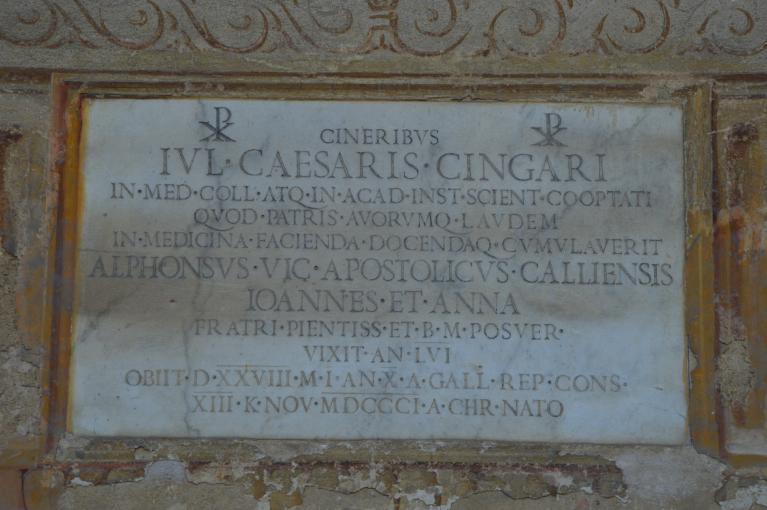 CINERIBVS
IVL·CAESARIS·CINGARI
IN·MED·COLL·ATQ·IN·ACAD·INST·SCIENT·COOPTATI
QVOD·PATRIS·AVORVMQ·LAVDEM
IN·MEDICINA·FACIENDA·DOCENDAQ·CVMVLAVERIT
ALPHONSVS·VIC·APOSTOLICVS·CALLIENSIS
IOANNES·ET·ANNA
FRATRI·PIENTISS·ET·B·M·POSVER·
VIXIT·AN·LVI
OBIIT·D·XXVIII·M·I·AN·X·A·GALL·REP·CONS·
XIII·K·NOV·MDCCCI·A·CHR·NATO